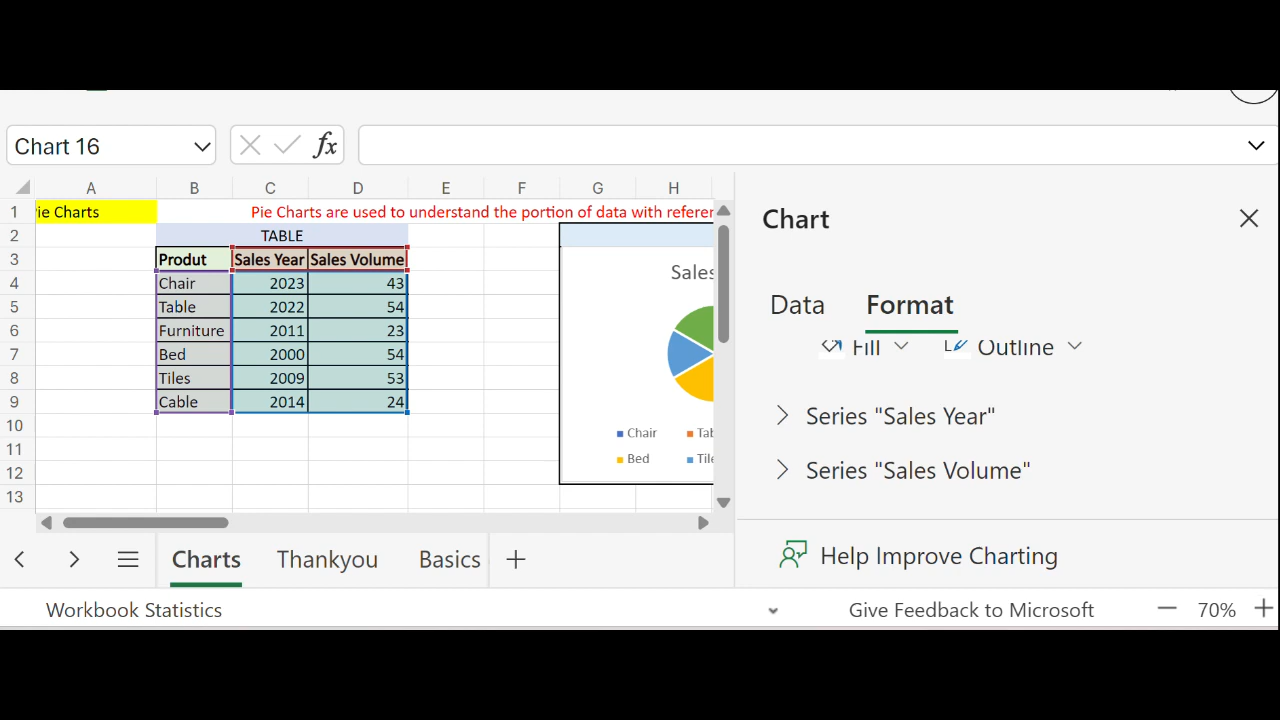 Chart 16
fx
A B C D E F G H
1 ie Charts Pie Charts are used to understand the portion of data with referen
2 TABLE
3 Produt Sales Year Sales Volume
4 Chair 2023 43
5 Table 2022 54
6 Furniture 2011 23
7 Bed 2000 54
8 Tiles 2009 53
9 Cable 2014 24
10
11
12
13
Sales
Chair Tab
Bed Tile
Charts Thankyou Basics
Workbook Statistics
Chart
Data Format
Fill Outline
Series "Sales Year"
Series "Sales Volume"
Help Improve Charting
Give Feedback to Microsoft 70%